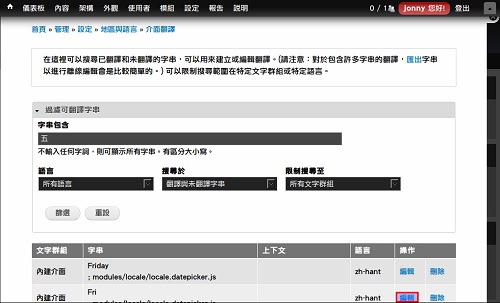 儀表板 內容 架構 外觀 使用者 模組 設定 報告 說明 0 / 1 jonny 您好! 登出
首頁 » 管理 » 設定 » 地區與語言 » 介面翻譯
在這裡可以搜尋已翻譯和未翻譯的字串，可以用來建立或編輯翻譯。(請注意：對於包含許多字串的翻譯，匯出字串
以進行離線編輯會是比較簡單的。) 可以限制搜尋範圍在特定文字群組或特定語言。
過濾可翻譯字串
字串包含
五
不輸入任何字詞，則可顯示所有字串。有區分大小寫。
語言 搜尋於 限制搜尋至
所有語言 翻譯與未翻譯字串 所有文字群組
篩選 重設
文字群組 字串 上下文 語言 操作
Friday
內建介面 ; modules/locale/locale.datepicker.js zh-hant 編輯 刪除
Fri
內建介面 ; modules/locale/locale.datepicker.js zh-hant 編輯 刪除